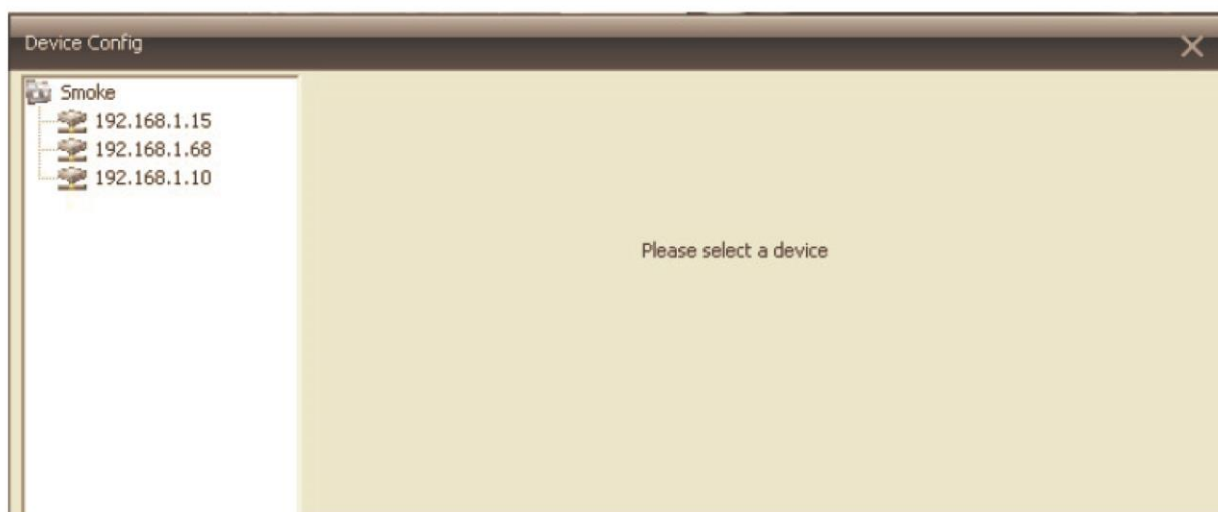 Device Config
Smoke
192.168.1.15
192.168.1.68
192.168.1.10
Please select a device